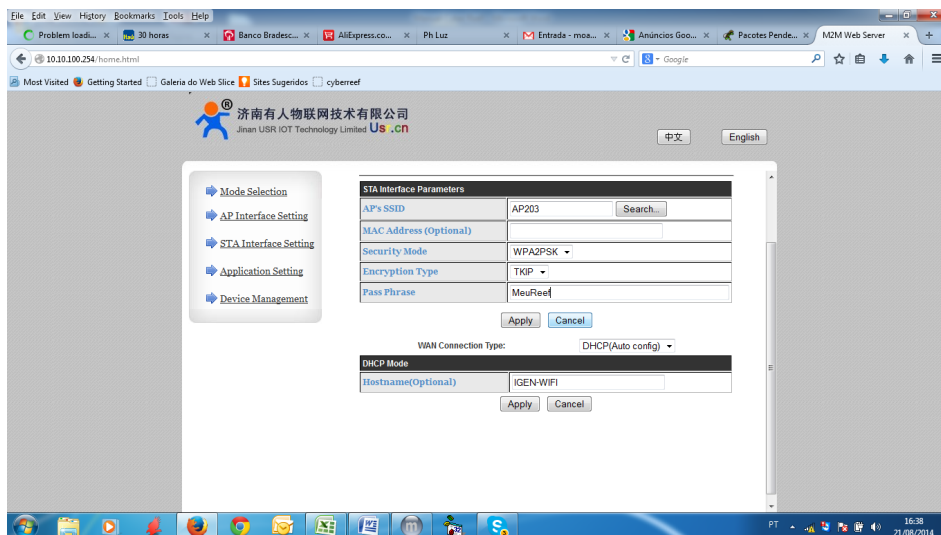 File Edit View History Bookmarks Tools Help
Problem loadi... 30 horas Banco Bradesc... AliExpress.co... Ph Luz Entrada - moa... Anúncios Goo... Pacotes Pende... M2M Web Server
10.10.100.254/home.html Google
Most Visited Getting Started Galeria do Web Slice Sites Sugeridos cyberreef
济南有人物联网技术有限公司
Jinan USR IOT Technology Limited Usr.cn
中文 English
Mode Selection
AP Interface Setting
STA Interface Setting
Application Setting
Device Management
STA Interface Parameters
AP's SSID AP203 Search...
MAC Address (Optional)
Security Mode WPA2PSK
Encryption Type TKIP
Pass Phrase MeuReef
Apply Cancel
WAN Connection Type: DHCP(Auto config)
DHCP Mode
Hostname(Optional) IGEN-WIFI
Apply Cancel
PT 16:38
21/08/2014